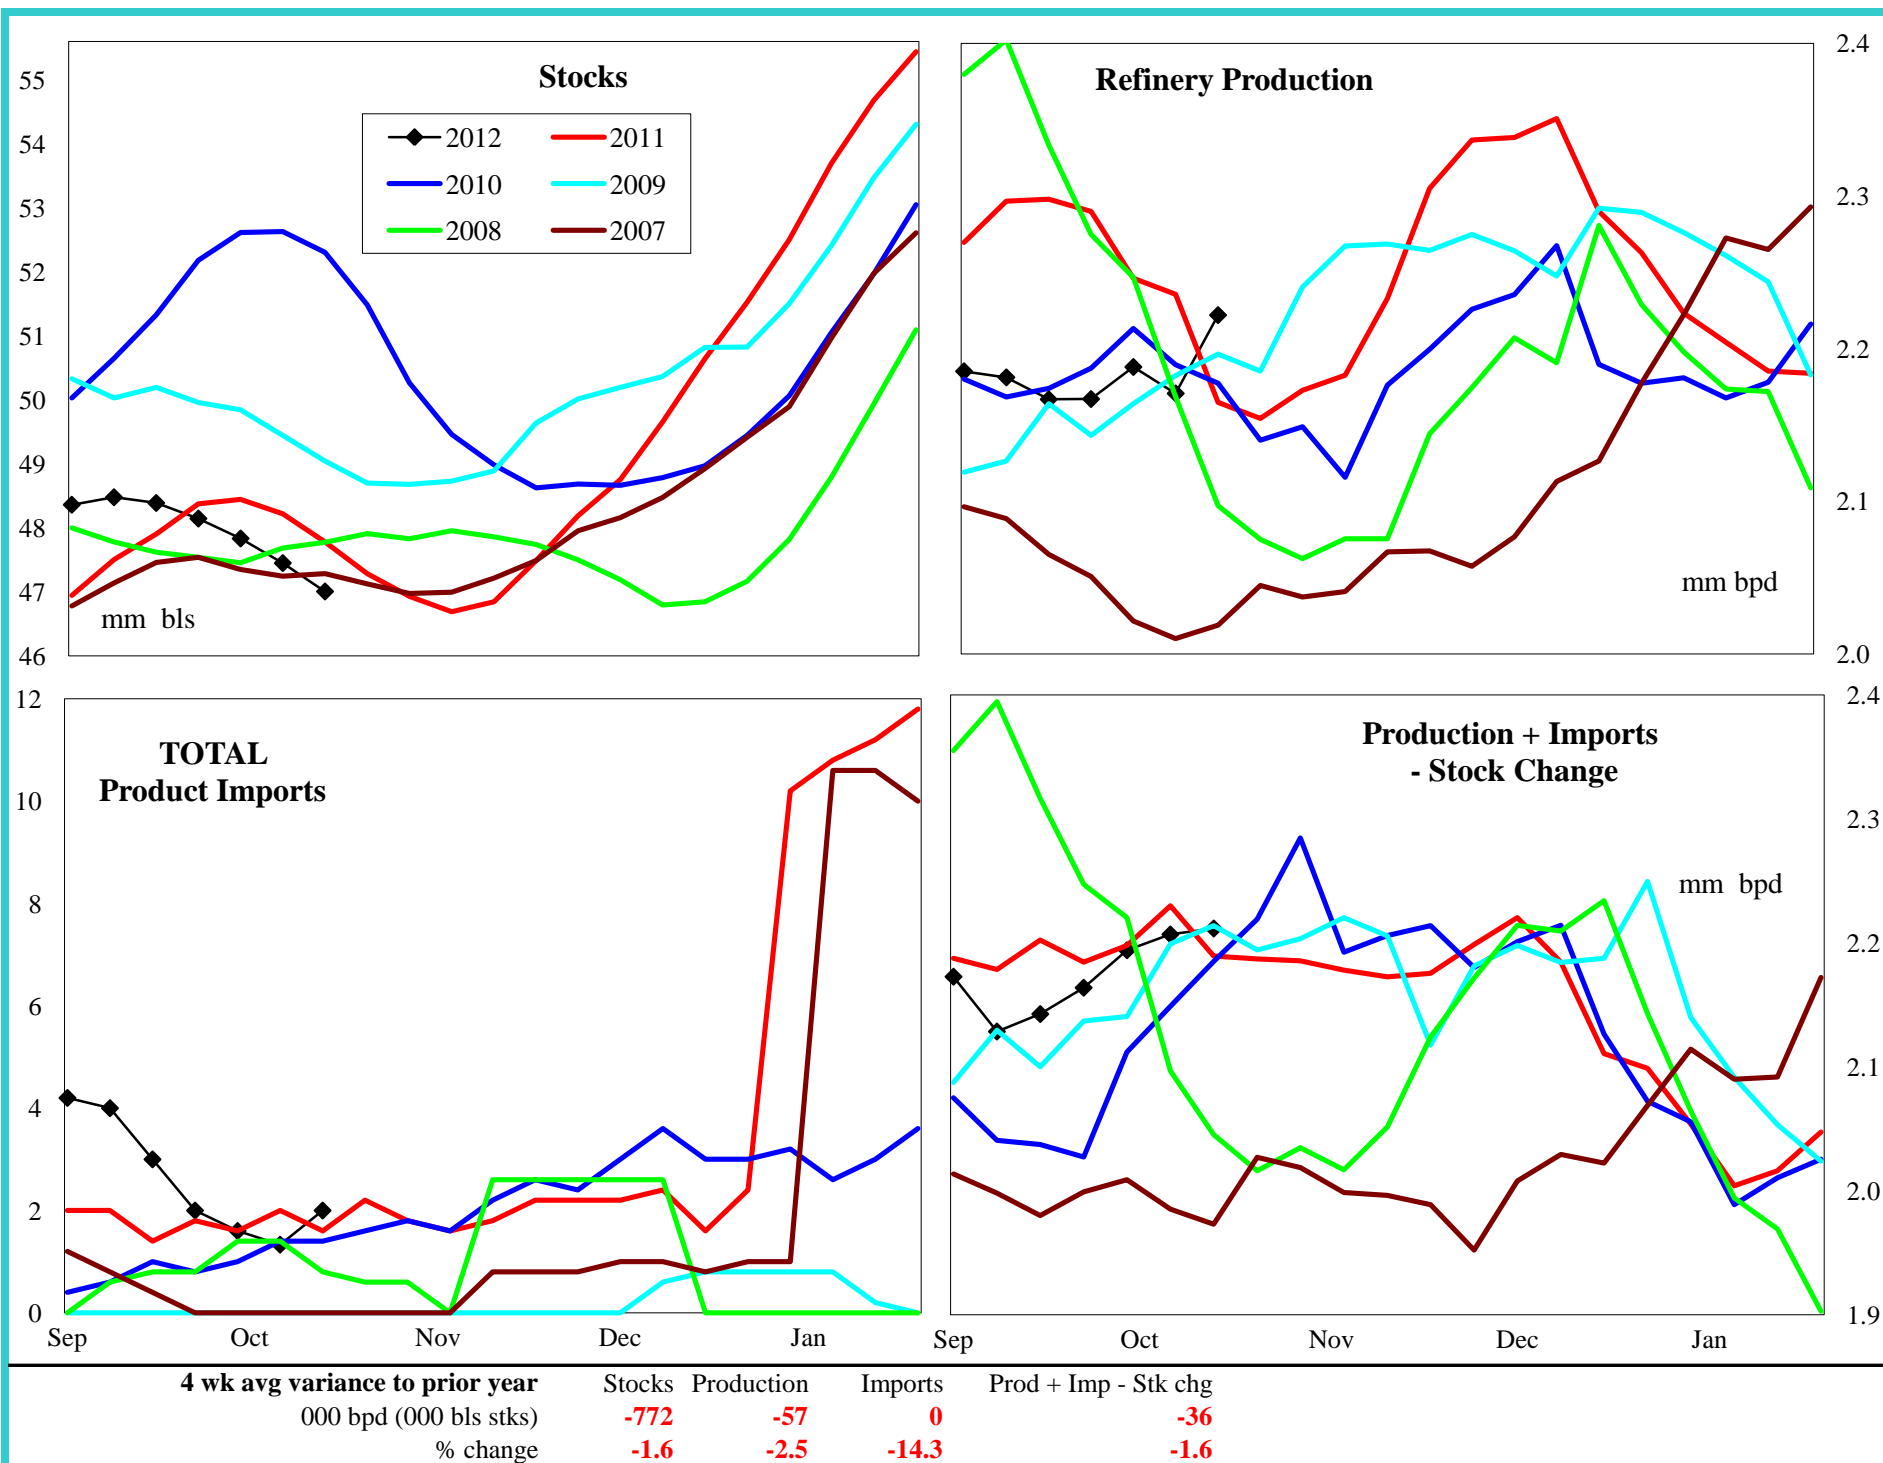 Stocks
55
54
53
52
51
50
49
48
47
46
2012 2011
2010 2009
2008 2007
mm bls
Refinery Production
2.4
2.3
2.2
2.1
2.0
mm bpd
TOTAL
Product Imports
12
10
8
6
4
2
0
Sep Oct Nov Dec Jan
Production + Imports
- Stock Change
mm bpd
2.4
2.3
2.2
2.1
2.0
1.9
Sep Oct Nov Dec Jan
4 wk avg variance to prior year Stocks Production Imports Prod + Imp - Stk chg
000 bpd (000 bls stks) -772 -57 0 -36
% change -1.6 -2.5 -14.3 -1.6